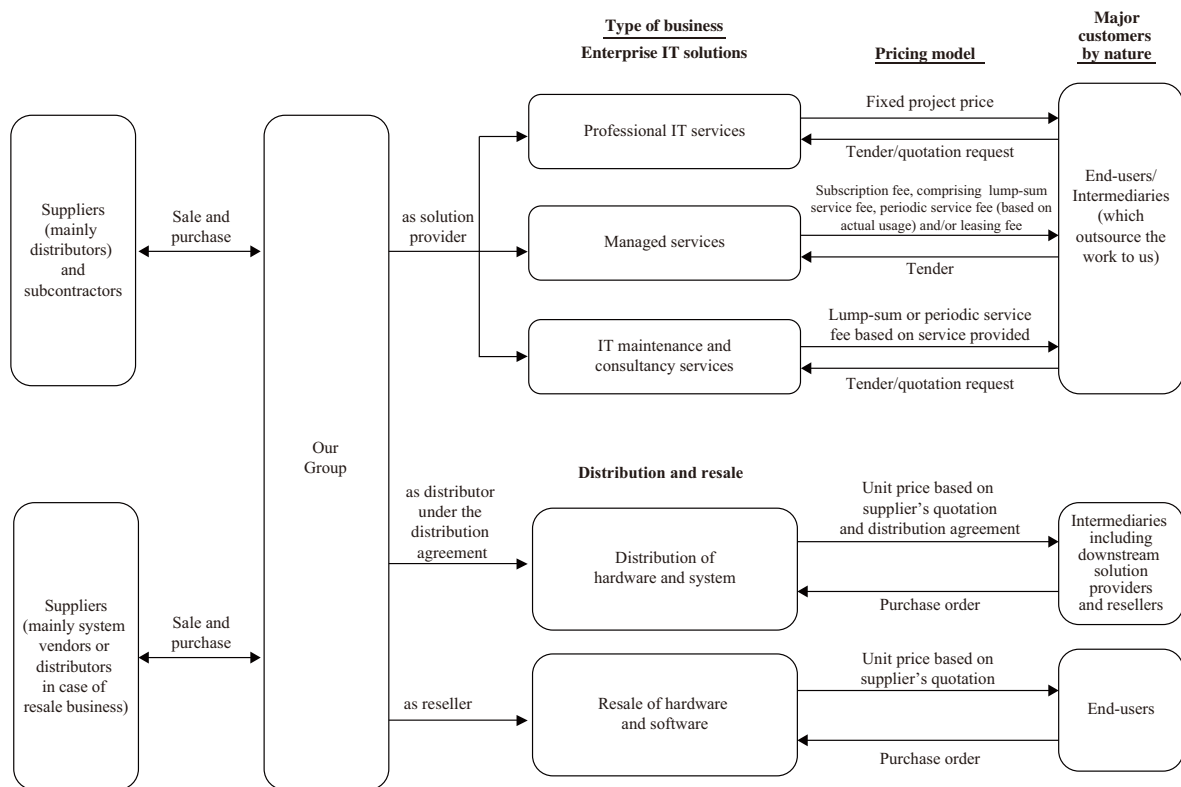 Type of business
Enterprise IT solutions
Pricing model
Major
customers
by nature
Suppliers
(mainly
distributors)
and
subcontractors
Sale and
purchase
Our
Group
as solution
provider
Professional IT services
Fixed project price
Tender/quotation request
Managed services
Subscription fee, comprising lump-sum
service fee, periodic service fee (based on
actual usage) and/or leasing fee
Tender
IT maintenance and
consultancy services
Lump-sum or periodic service
fee based on service provided
Tender/quotation request
End-users/
Intermediaries
(which
outsource the
work to us)
Distribution and resale
Suppliers
(mainly system
vendors or
distributors
in case of
resale business)
Sale and
purchase
as distributor
under the
distribution
agreement
Distribution of
hardware and system
Unit price based on
supplier’s quotation
and distribution agreement
Purchase order
Intermediaries
including
downstream
solution
providers
and resellers
as reseller
Resale of hardware
and software
Unit price based on
supplier’s quotation
Purchase order
End-users